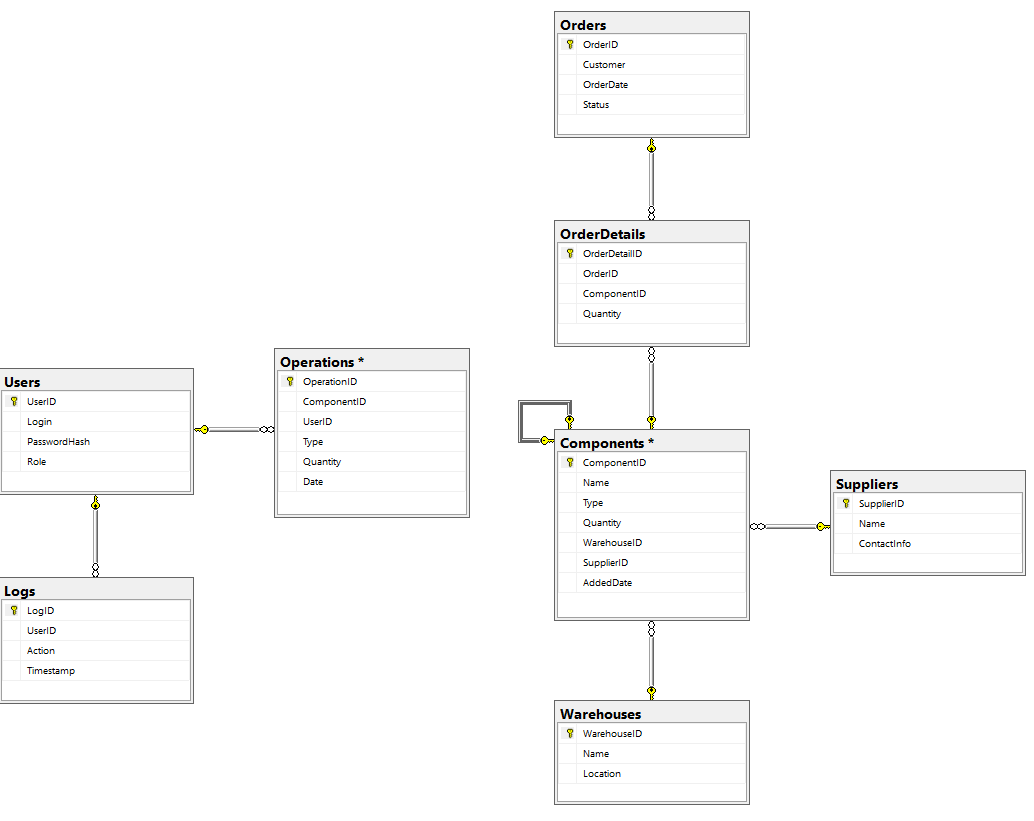 Orders
OrderID
Customer
OrderDate
Status
OrderDetails
OrderDetailID
OrderID
ComponentID
Quantity
Operations *
OperationID
ComponentID
UserID
Type
Quantity
Date
Users
UserID
Login
PasswordHash
Role
Components *
ComponentID
Name
Type
Quantity
WarehouseID
SupplierID
AddedDate
Suppliers
SupplierID
Name
ContactInfo
Logs
LogID
UserID
Action
Timestamp
Warehouses
WarehouseID
Name
Location